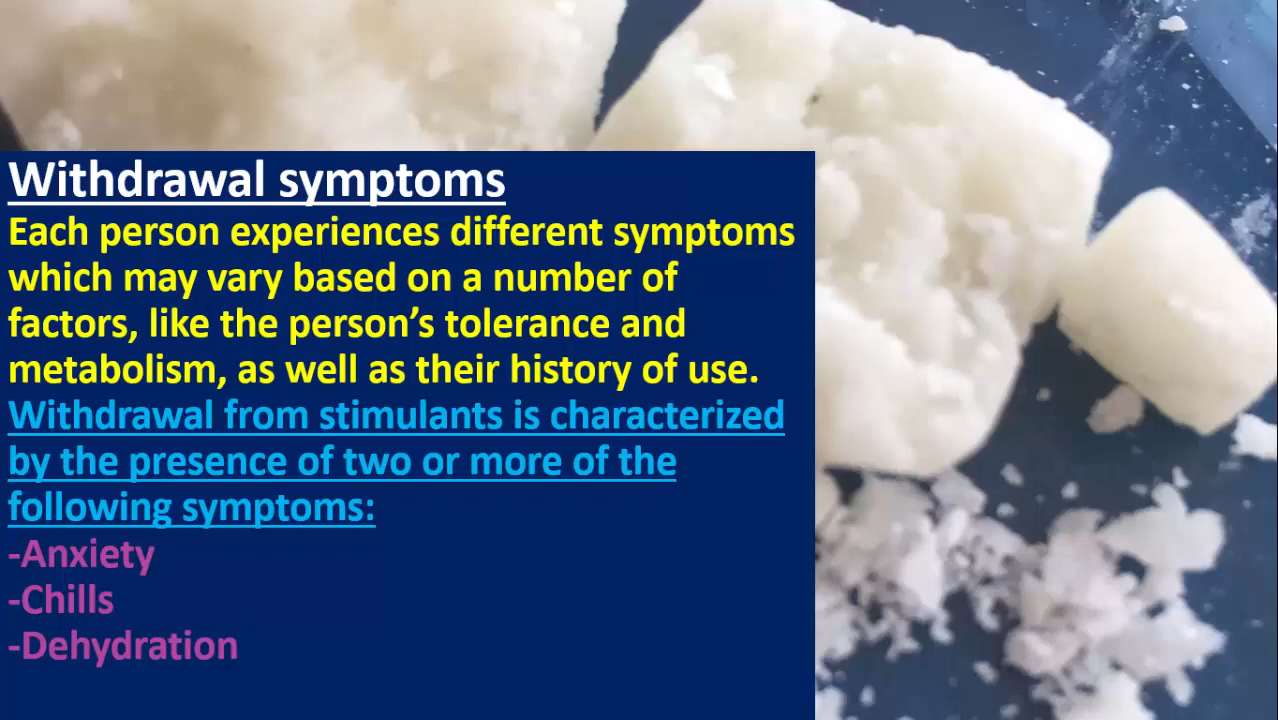 Withdrawal symptoms
Each person experiences different symptoms
which may vary based on a number of
factors, like the person’s tolerance and
metabolism, as well as their history of use.
Withdrawal from stimulants is characterized
by the presence of two or more of the
following symptoms:
-Anxiety
-Chills
-Dehydration